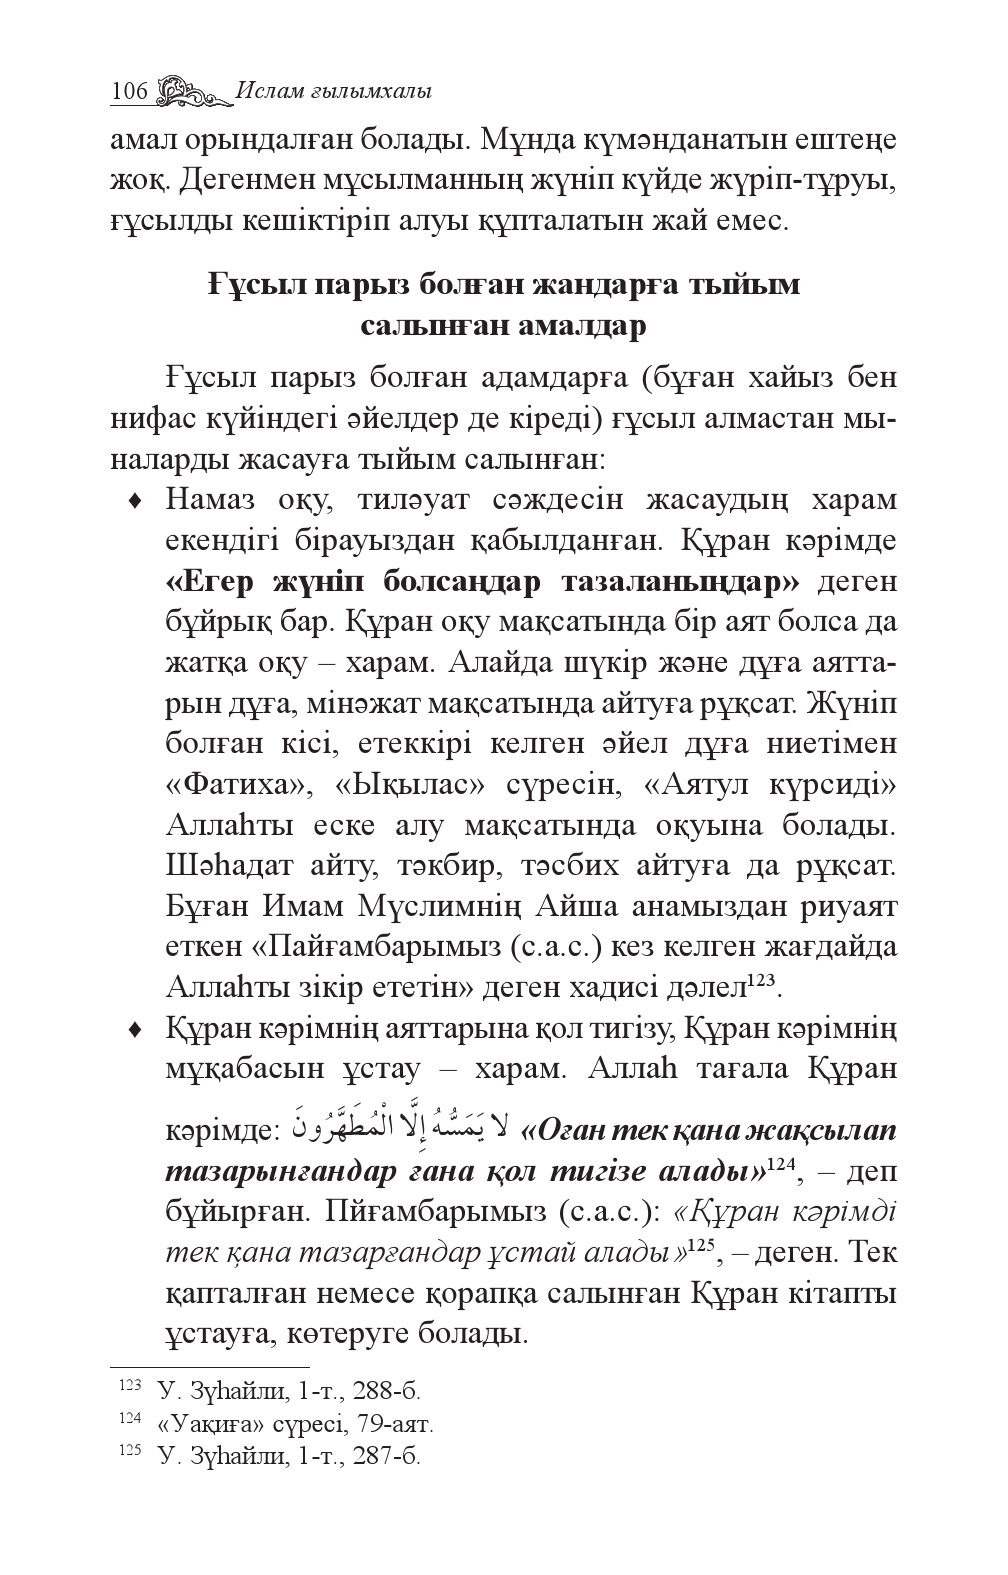 106 Ислам ғылымхалы
амал орындалған болады. Мұнда күмәнданатын ештеңе
жоқ. Дегенмен мұсылманның жүніп күйде жүріп-тұруы,
ғұсылды кешіктіріп алуы құпталатын жай емес.
Ғұсыл парыз болған жандарға тыйым
салынған амалдар
Ғұсыл парыз болған адамдарға (бұған хайыз бен
нифас күйіндегі әйелдер де кіреді) ғұсыл алмастан мы-
наларды жасауға тыйым салынған:
♦ Намаз оқу, тиләуат сәждесін жасаудың харам
екендігі бірауыздан қабылданған. Құран кәрімде
«Егер жүніп болсаңдар тазаланыңдар» деген
бұйрық бар. Құран оқу мақсатында бір аят болса да
жатқа оқу – харам. Алайда шүкір және дұға аятта-
рын дұға, мінәжат мақсатында айтуға рұқсат. Жүніп
болған кісі, етеккірі келген әйел дұға ниетімен
«Фатиха», «Ықылас» сүресін, «Аятул күрсиді»
Аллаһты еске алу мақсатында оқуына болады.
Шәһадат айту, тәкбир, тәсбих айтуға да рұқсат.
Бұған Имам Мүслимнің Айша анамыздан риуаят
еткен «Пайғамбарымыз (с.а.с.) кез келген жағдайда
Аллаһты зікір ететін» деген хадисі дәлел¹²³.
♦ Құран кәрімнің аяттарына қол тигізу, Құран кәрімнің
мұқабасын ұстау – харам. Аллаһ тағала Құран
кәрімде: لا يَمَسُّهُ إِلَّا الْمُطَهَّرُونَ «Оған тек қана жақсылап
тазарынғандар ғана қол тигізе алады»¹²⁴, – деп
бұйырған. Пйғамбарымыз (с.а.с.): «Құран кәрімді
тек қана тазарғандар ұстай алады»¹²⁵, – деген. Тек
қапталған немесе қорапқа салынған Құран кітапты
ұстауға, көтеруге болады.
¹²³ У. Зүһайли, 1-т., 288-б.
¹²⁴ «Уақиға» сүресі, 79-аят.
¹²⁵ У. Зүһайли, 1-т., 287-б.